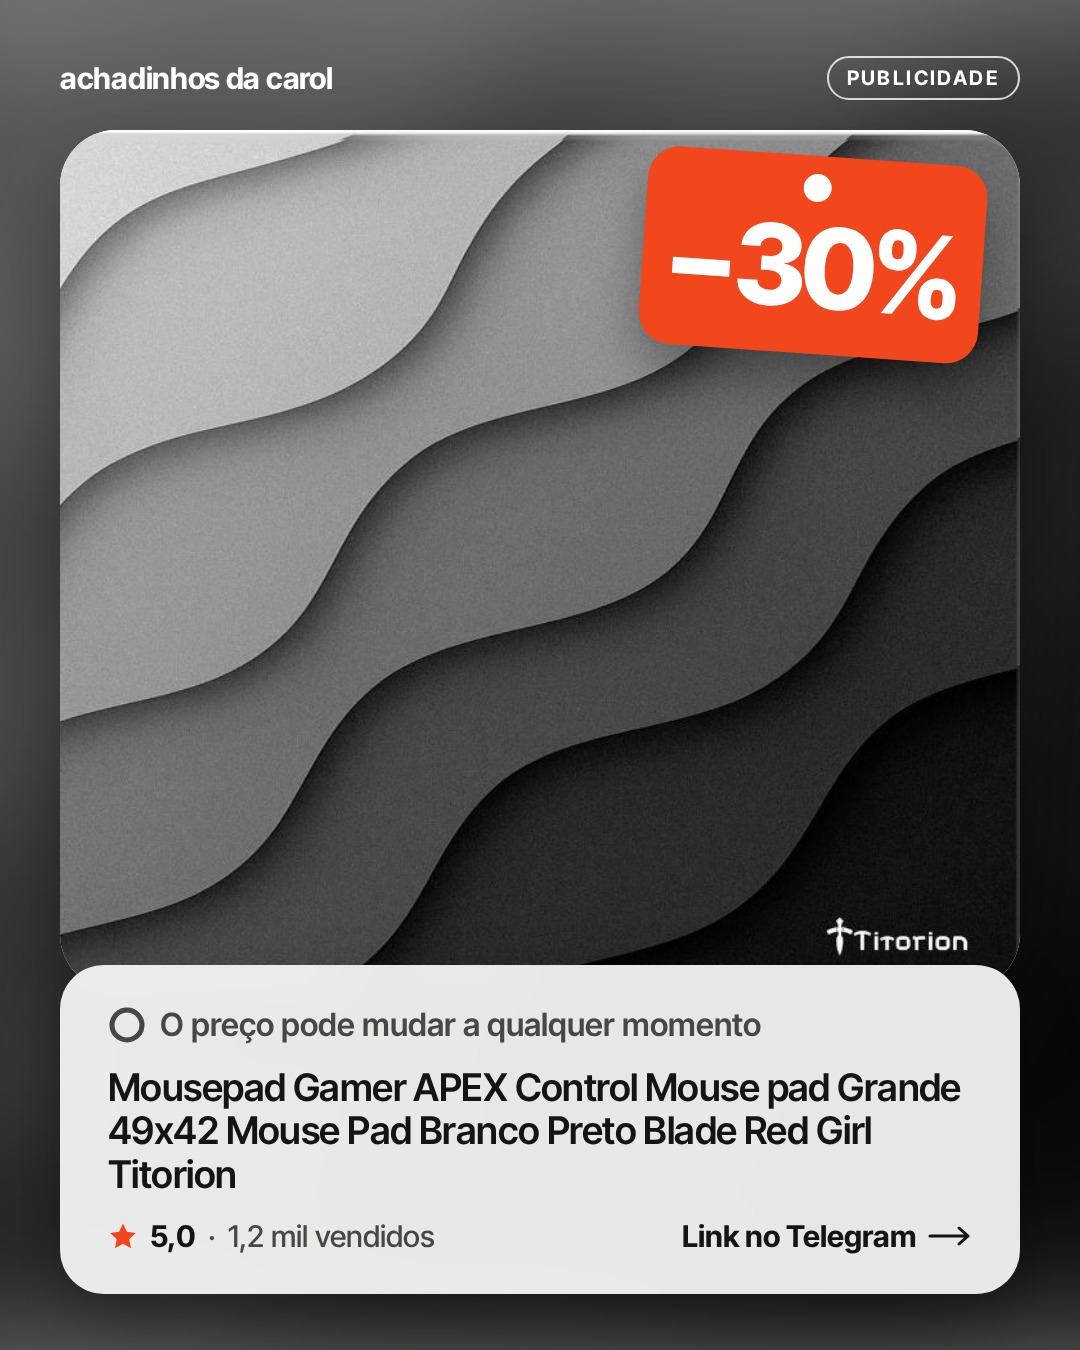 achadinhos da carol
PUBLICIDADE
-30%
Titorion
O preço pode mudar a qualquer momento
Mousepad Gamer APEX Control Mouse pad Grande
49x42 Mouse Pad Branco Preto Blade Red Girl
Titorion
5,0 · 1,2 mil vendidos
Link no Telegram →